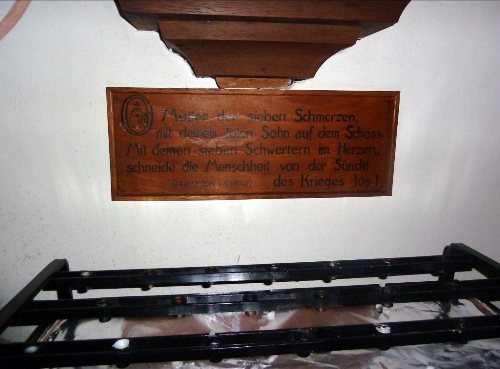 Mutter der sieben Schmerzen,
mit deinem toten Sohn auf dem Schoss.
Mit deinen sieben Schwertern im Herzen,
schneide die Menschheit von der Sünde
des Krieges los!